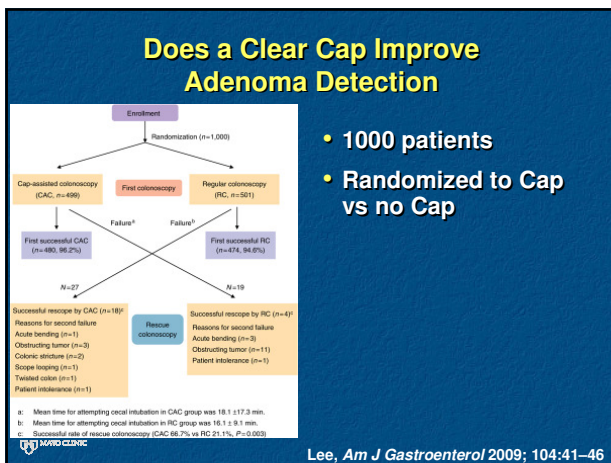 Does a Clear Cap Improve
Adenoma Detection
Enrollment
Randomization (n=1,000)
Cap-assisted colonoscopy
(CAC, n=499)
First colonoscopy
Regular colonoscopy
(RC, n=501)
Failureᵃ
Failureᵇ
First successful CAC
(n=480, 96.2%)
First successful RC
(n=474, 94.6%)
N=27
N=19
Successful rescope by CAC (n=18)ᶜ
Reasons for second failure
Acute bending (n=1)
Obstructing tumor (n=3)
Colonic stricture (n=2)
Scope looping (n=1)
Twisted colon (n=1)
Patient intolerance (n=1)
Rescue
colonoscopy
Successful rescope by RC (n=4)ᶜ
Reasons for second failure
Acute bending (n=3)
Obstructing tumor (n=11)
Patient intolerance (n=1)
a: Mean time for attempting cecal intubation in CAC group was 18.1 ±17.3 min.
b: Mean time for attempting cecal intubation in RC group was 16.1 ± 9.1 min.
c: Successful rate of rescue colonoscopy (CAC 66.7% vs RC 21.1%, P=0.003)
• 1000 patients
• Randomized to Cap
vs no Cap
MAYO CLINIC
Lee, Am J Gastroenterol 2009; 104:41–46